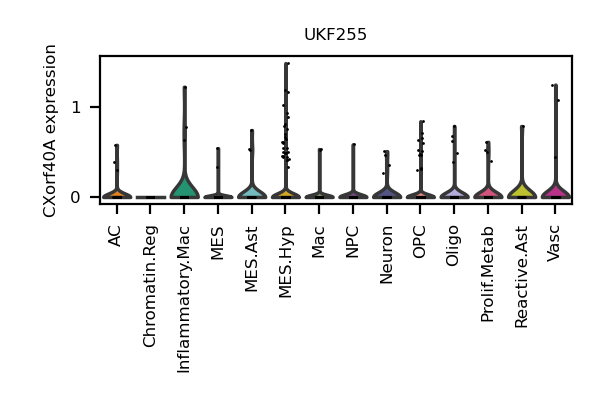 UKF255
CXorf40A expression
1
0
AC
Chromatin.Reg
Inflammatory.Mac
MES
MES.Ast
MES.Hyp
Mac
NPC
Neuron
OPC
Oligo
Prolif.Metab
Reactive.Ast
Vasc